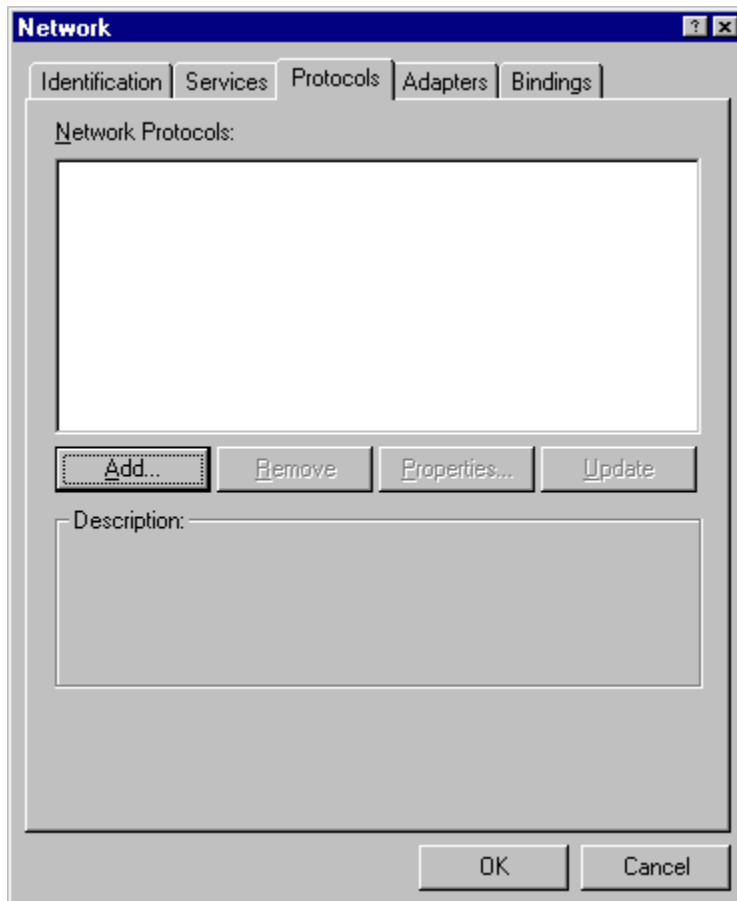 Network
Identification Services Protocols Adapters Bindings
Network Protocols:
Add... Remove Properties... Update
Description:
OK Cancel